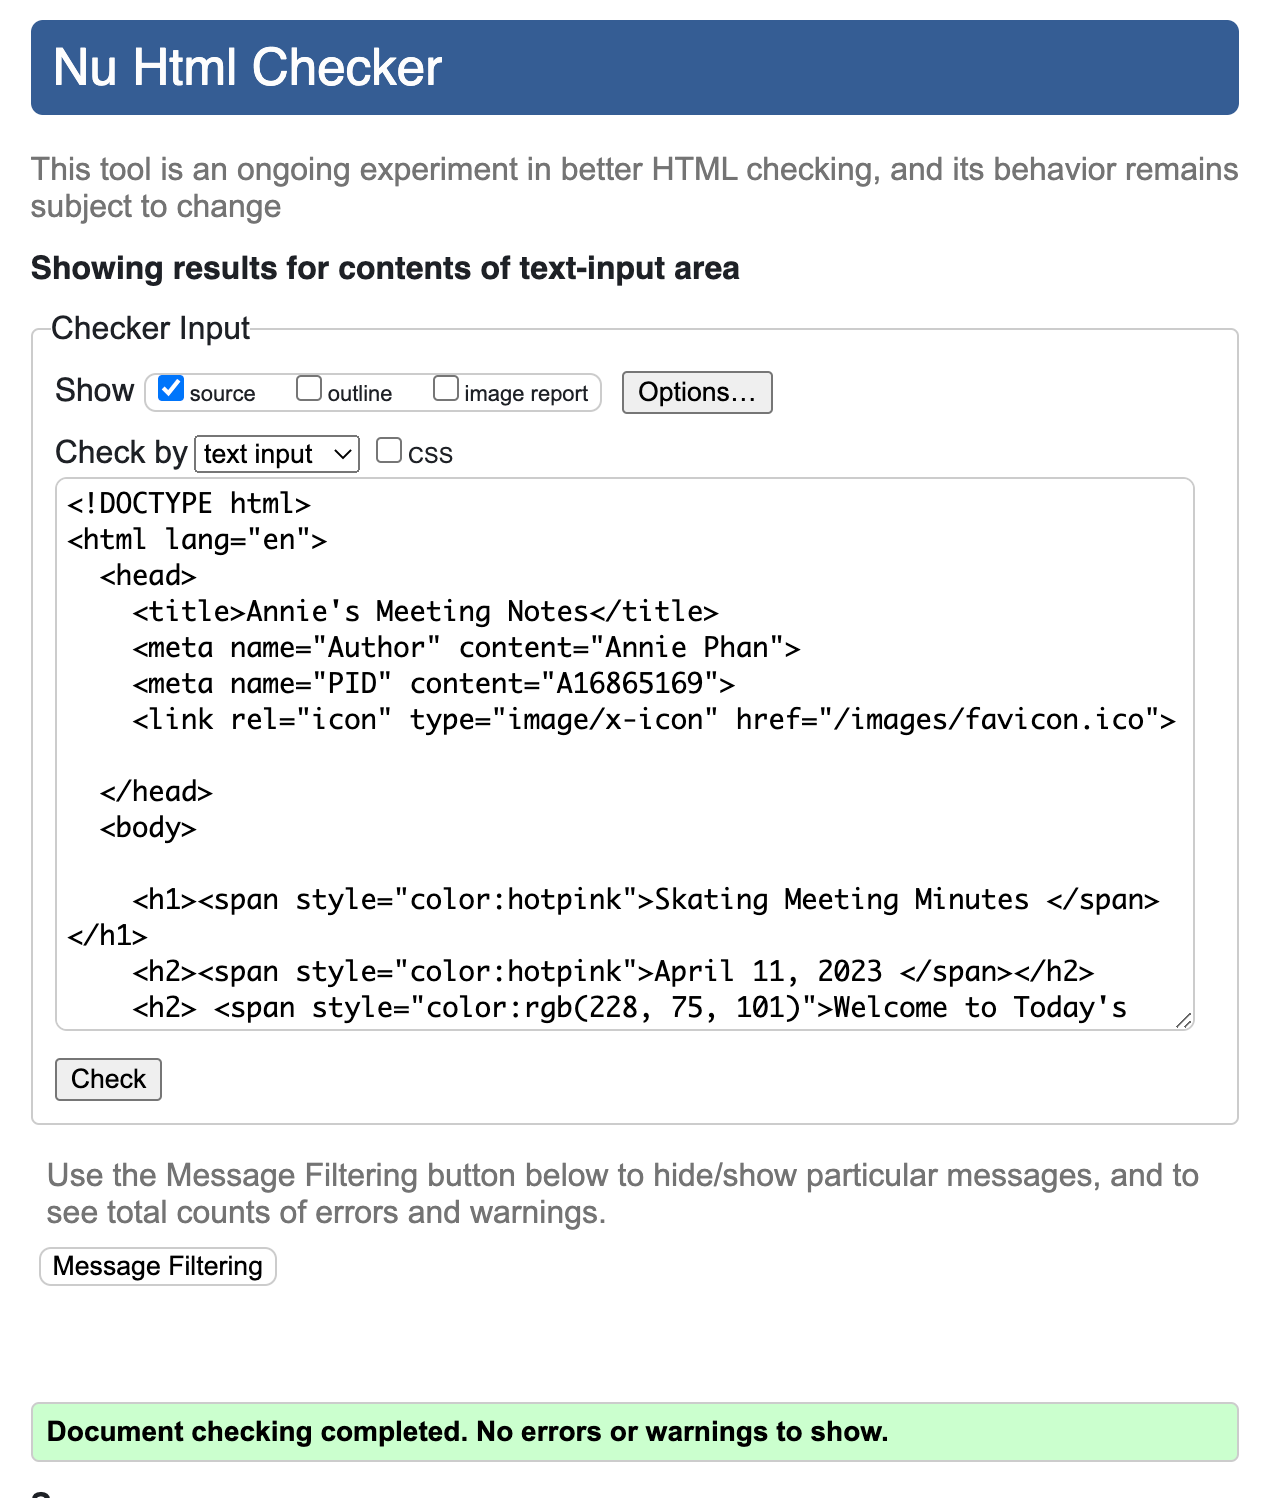 Nu Html Checker
This tool is an ongoing experiment in better HTML checking, and its behavior remains
subject to change
Showing results for contents of text-input area
Checker Input
Show source outline image report Options…
Check by text input CSS
<!DOCTYPE html>
<html lang="en">
  <head>
    <title>Annie's Meeting Notes</title>
    <meta name="Author" content="Annie Phan">
    <meta name="PID" content="A16865169">
    <link rel="icon" type="image/x-icon" href="/images/favicon.ico">
  </head>
  <body>
    <h1><span style="color:hotpink">Skating Meeting Minutes </span>
</h1>
    <h2><span style="color:hotpink">April 11, 2023 </span></h2>
    <h2> <span style="color:rgb(228, 75, 101)">Welcome to Today's
Check
Use the Message Filtering button below to hide/show particular messages, and to
see total counts of errors and warnings.
Message Filtering
Document checking completed. No errors or warnings to show.